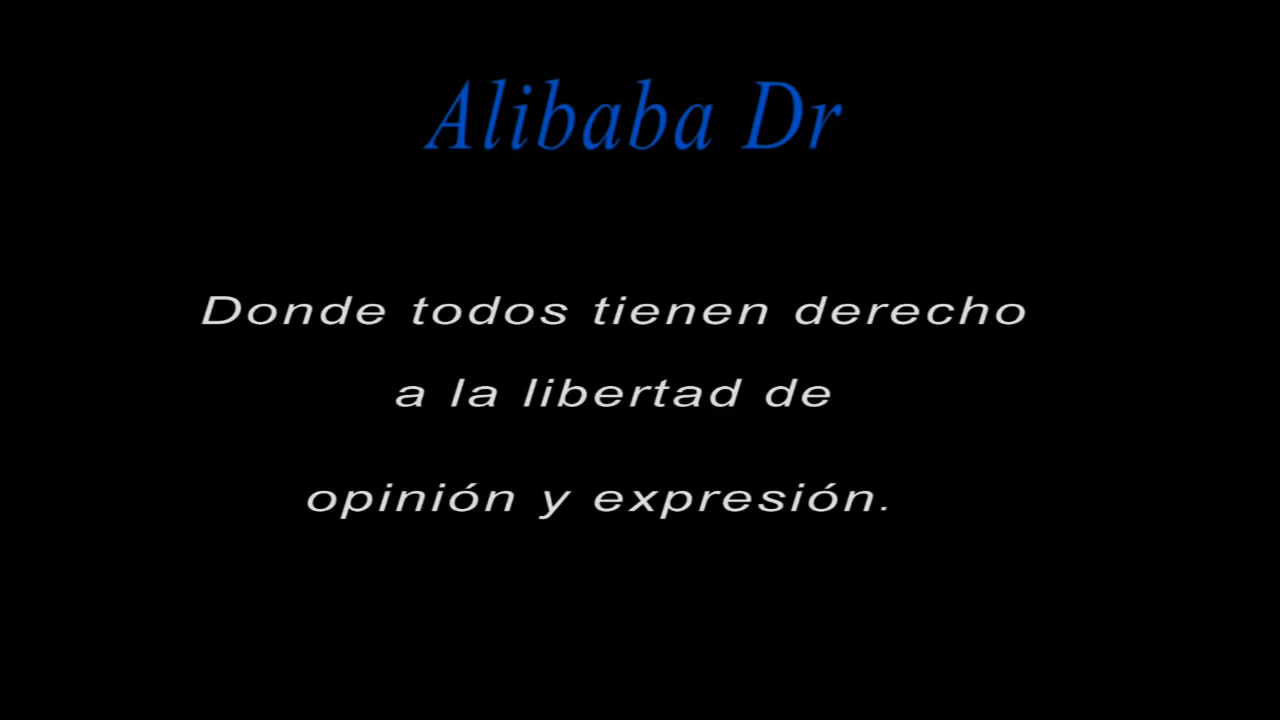 Alibaba Dr
Donde todos tienen derecho
a la libertad de
opinión y expresión.